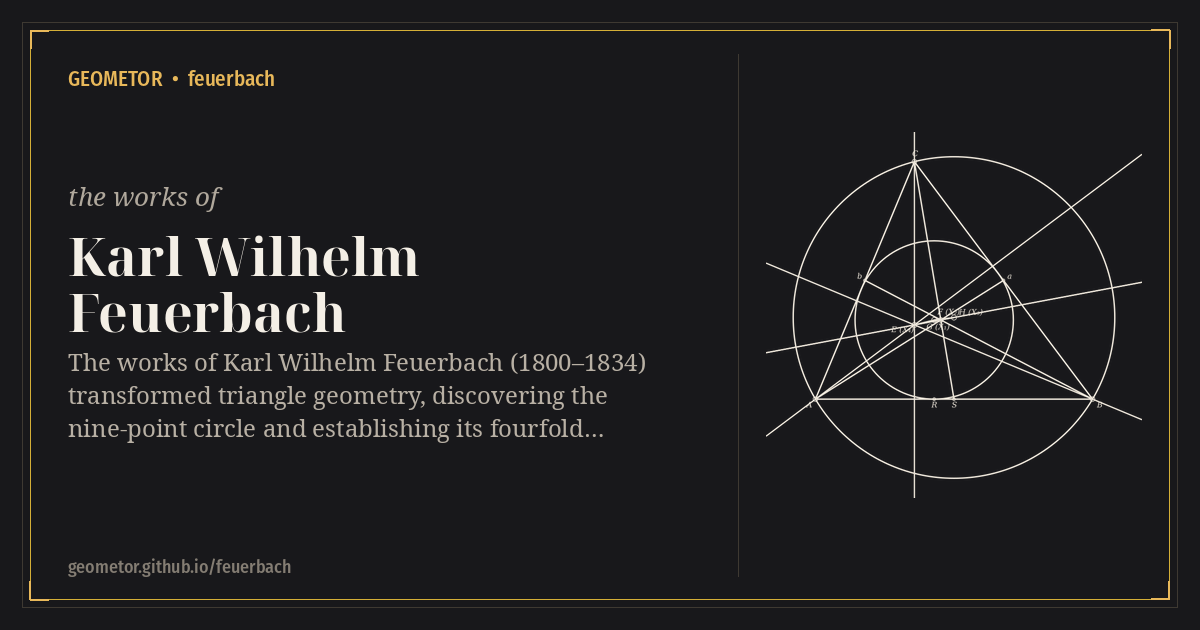 GEOMETOR • feuerbach
the works of
Karl Wilhelm
Feuerbach
The works of Karl Wilhelm Feuerbach (1800–1834)
transformed triangle geometry, discovering the
nine-point circle and establishing its fourfold...
geometor.github.io/feuerbach
C
b
a
A
R
S
B